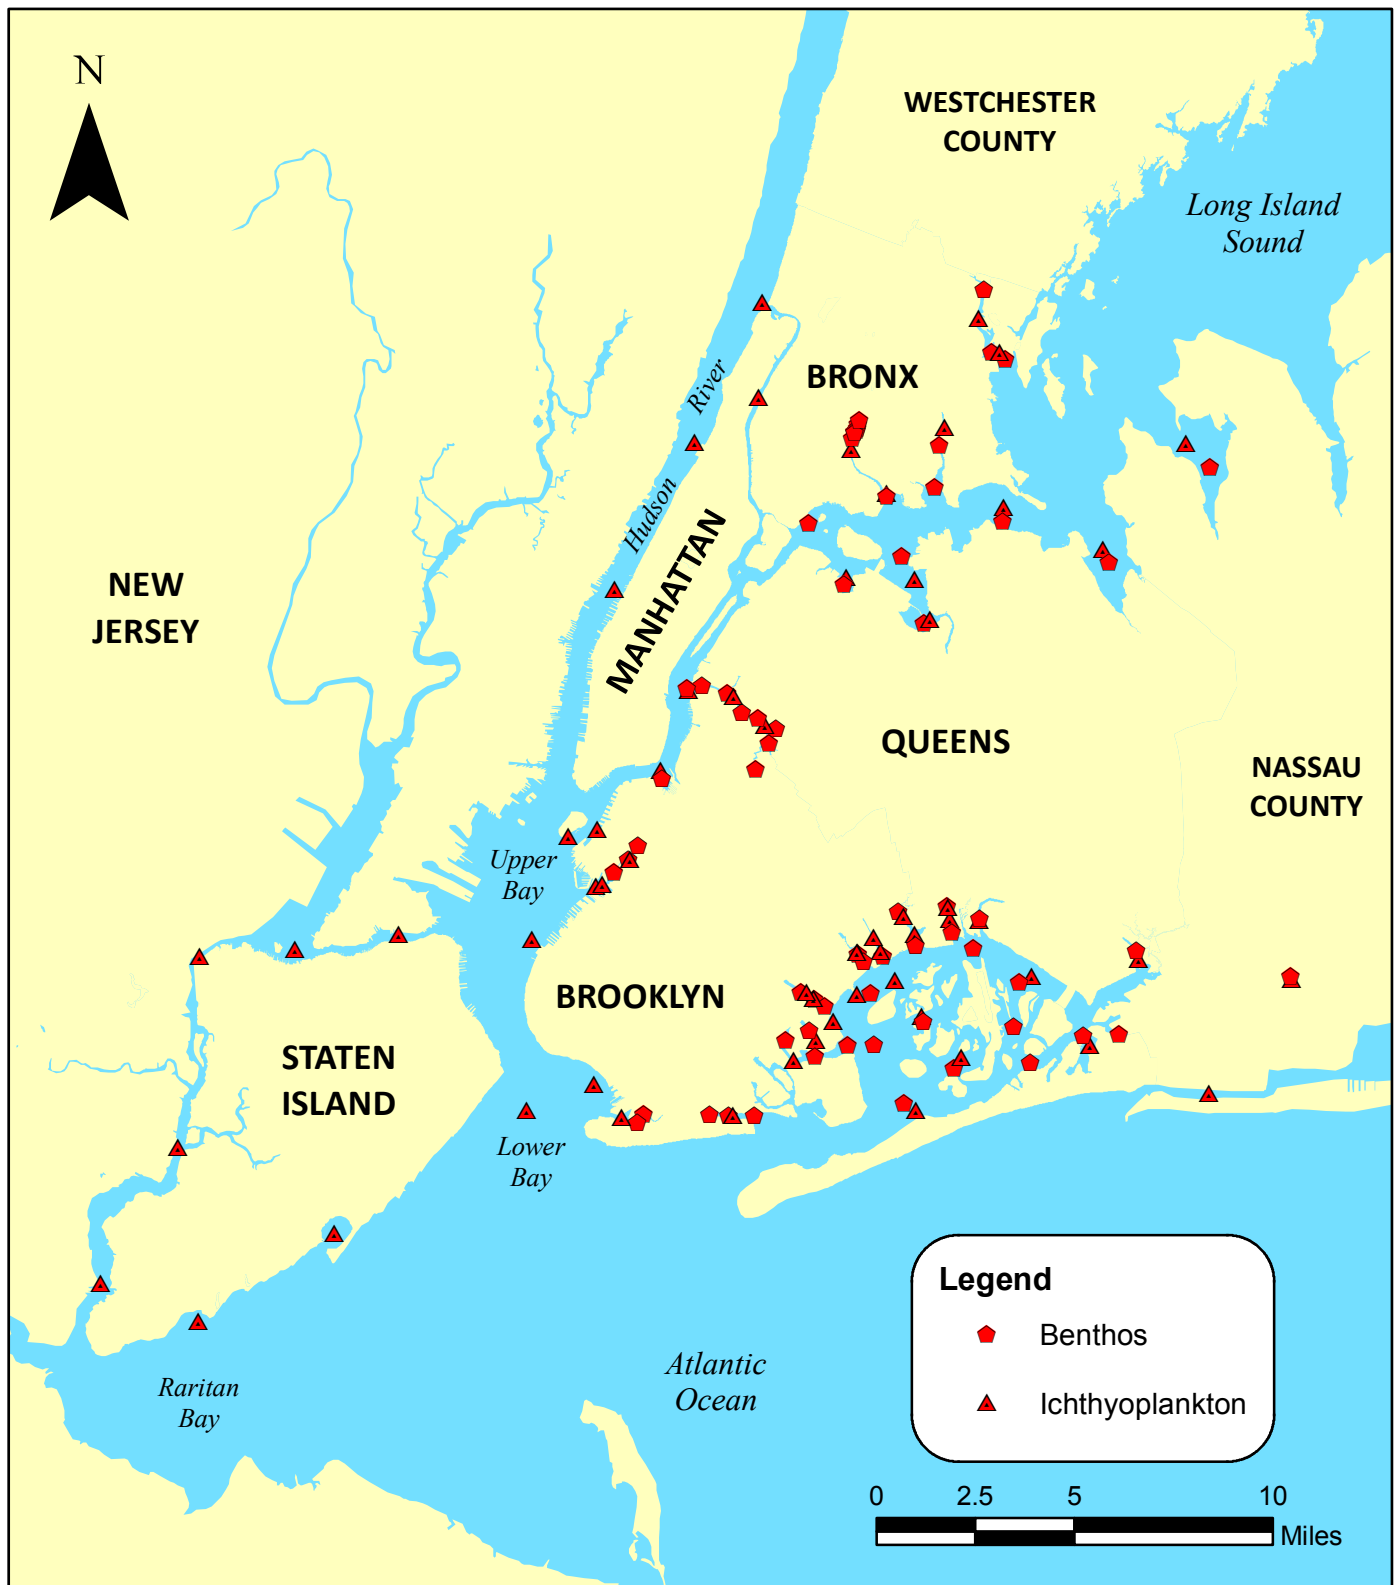 N
WESTCHESTER
COUNTY
Long Island
Sound
BRONX
River
Hudson
MANHATTAN
NEW
JERSEY
QUEENS
NASSAU
COUNTY
Upper
Bay
BROOKLYN
STATEN
ISLAND
Lower
Bay
Legend
Benthos
Ichthyoplankton
Atlantic
Ocean
Raritan
Bay
0 2.5 5 10
Miles